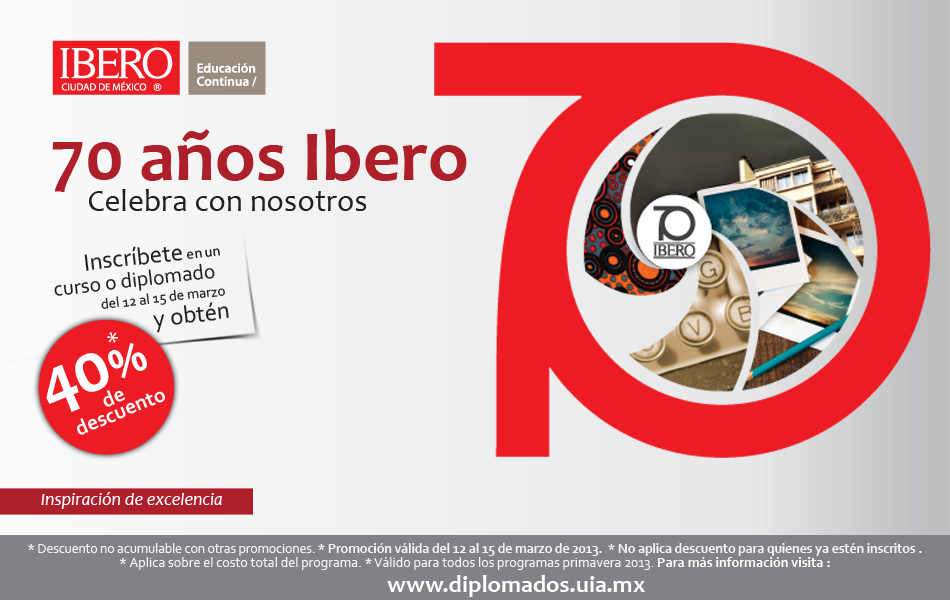 IBERO
CIUDAD DE MÉXICO ®
Educación
Continua /
70 años Ibero
Celebra con nosotros
Inscríbete en un
curso o diplomado
del 12 al 15 de marzo
y obtén
40%*
de
descuento
IBERO
G
V B
Inspiración de excelencia
* Descuento no acumulable con otras promociones. * Promoción válida del 12 al 15 de marzo de 2013. * No aplica descuento para quienes ya estén inscritos .
* Aplica sobre el costo total del programa. * Válido para todos los programas primavera 2013. Para más información visita :
www.diplomados.uia.mx